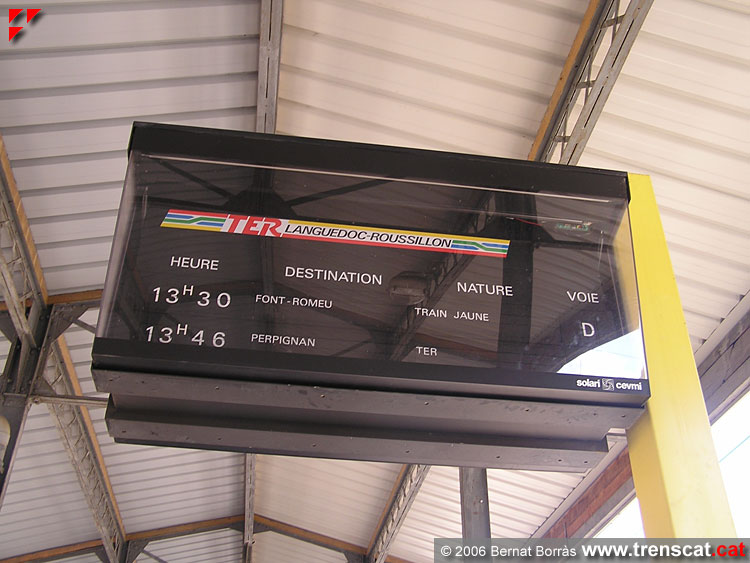 TER LANGUEDOC-ROUSSILLON
HEURE DESTINATION NATURE VOIE
13H30 FONT-ROMEU TRAIN JAUNE D
13H46 PERPIGNAN TER
solari cevmi
© 2006 Bernat Borràs www.trenscat.cat